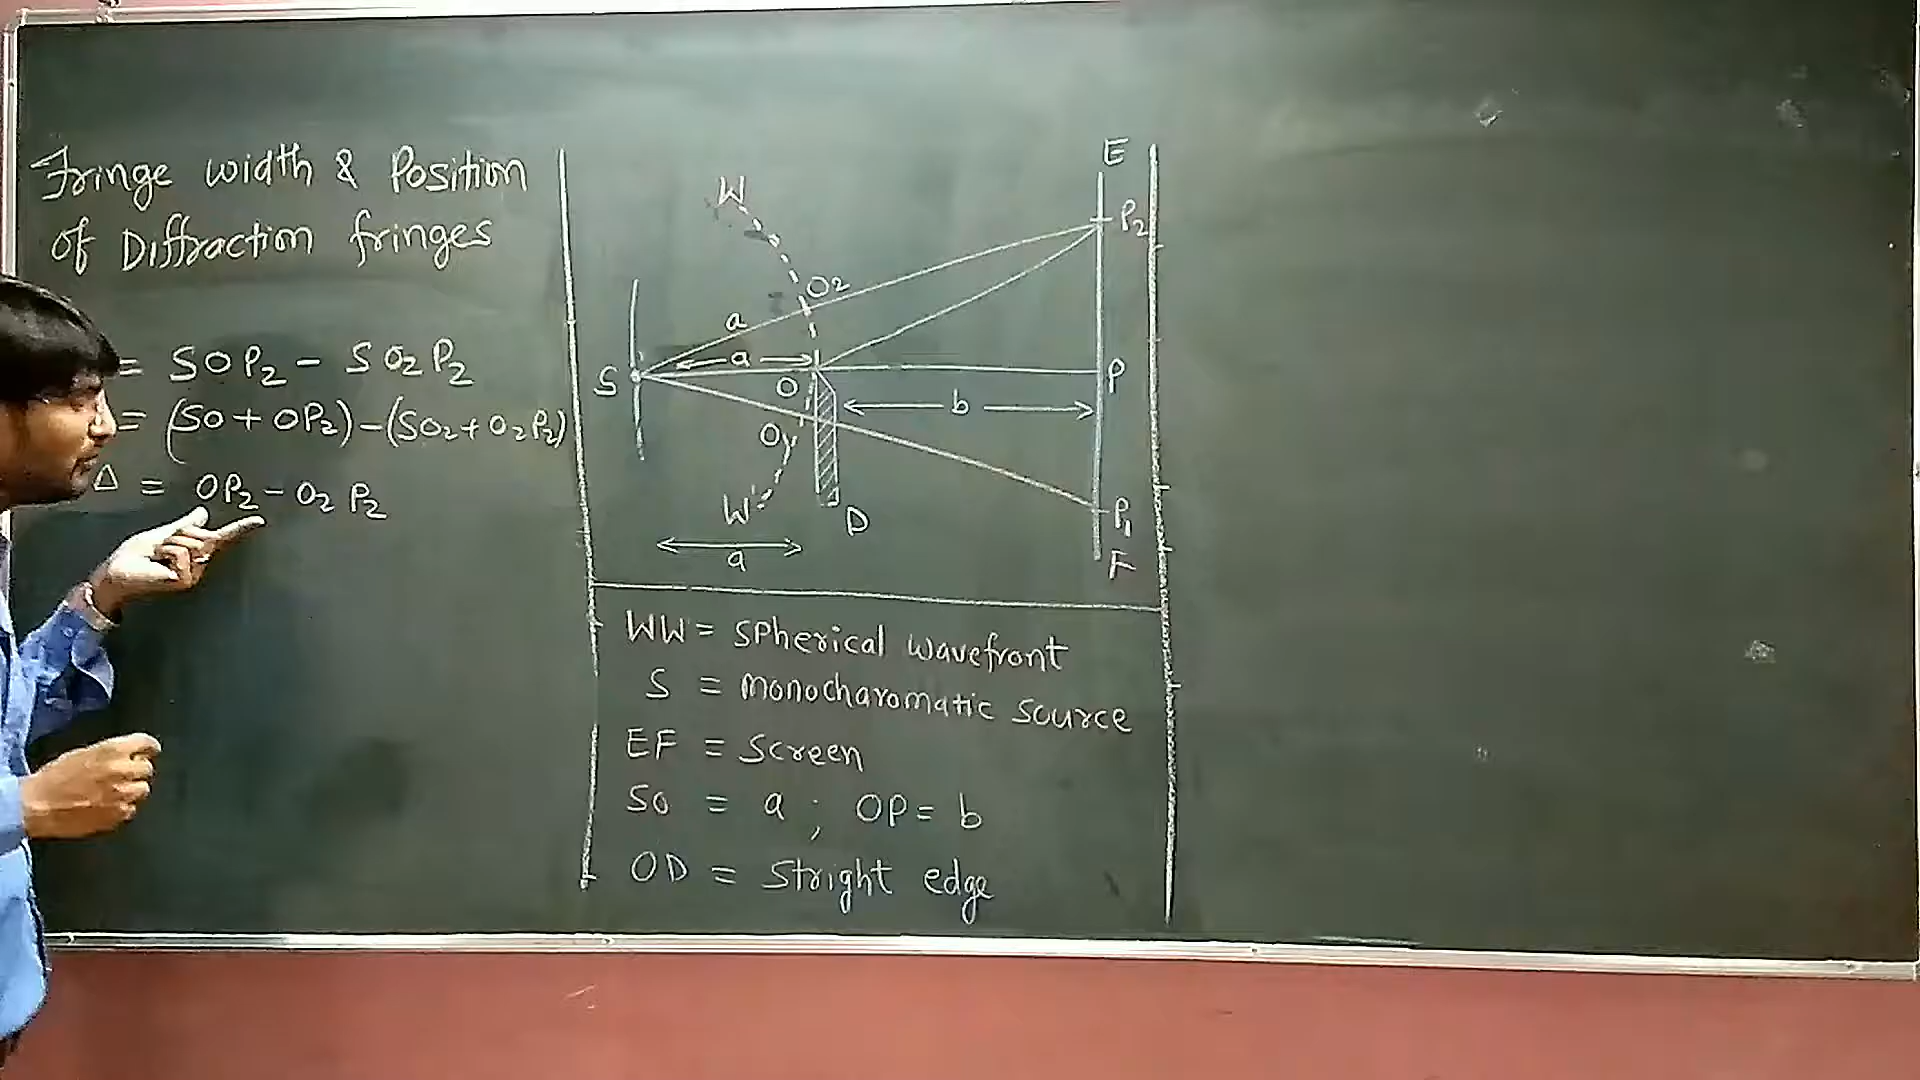 Fringe width & Position
of Diffraction fringes
= SOP₂ - SO₂P₂
= (SO + OP₂) - (SO₂ + O₂P₂)
Δ = OP₂ - O₂P₂
W
E
P₂
O₂
a
a
S
O
P
b
O₁
W'
D
P₁
a
F
WW' = Spherical wavefront
S = monocharomatic source
EF = Screen
SO = a ; OP = b
OD = Stright edge